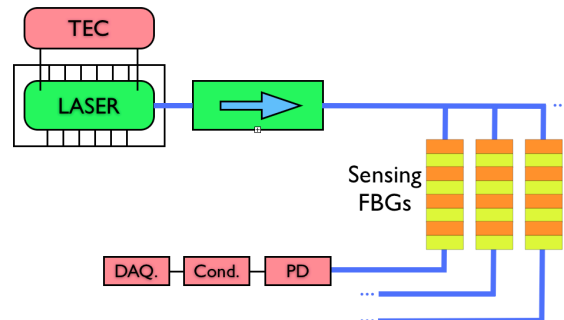 TEC
LASER
Sensing
FBGs
DAQ.
Cond.
PD